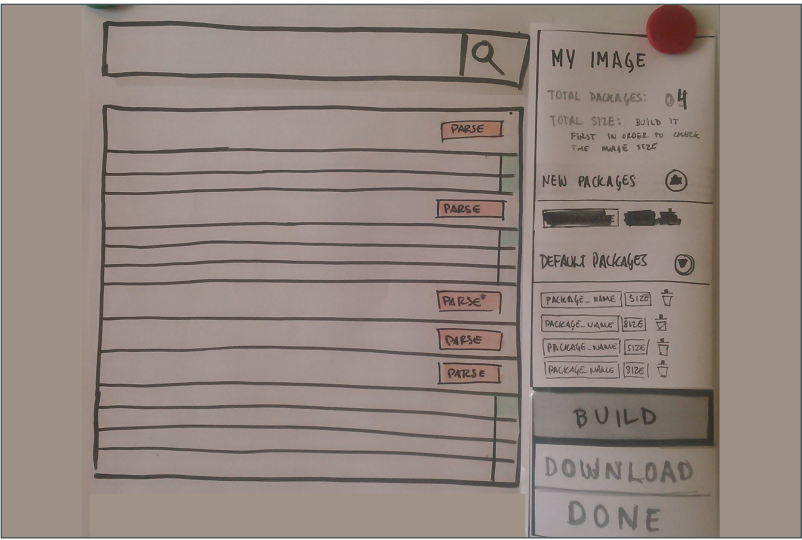 PARSE
PARSE
PARSE*
PARSE
PARSE
MY IMAGE
TOTAL PACKAGES: 04
TOTAL SIZE: BUILD IT
FIRST IN ORDER TO CHECK
THE IMAGE SIZE
NEW PACKAGES
DEFAULT PACKAGES
PACKAGE_NAME SIZE
PACKAGE_NAME SIZE
PACKAGE_NAME SIZE
PACKAGE_NAME SIZE
BUILD
DOWNLOAD
DONE